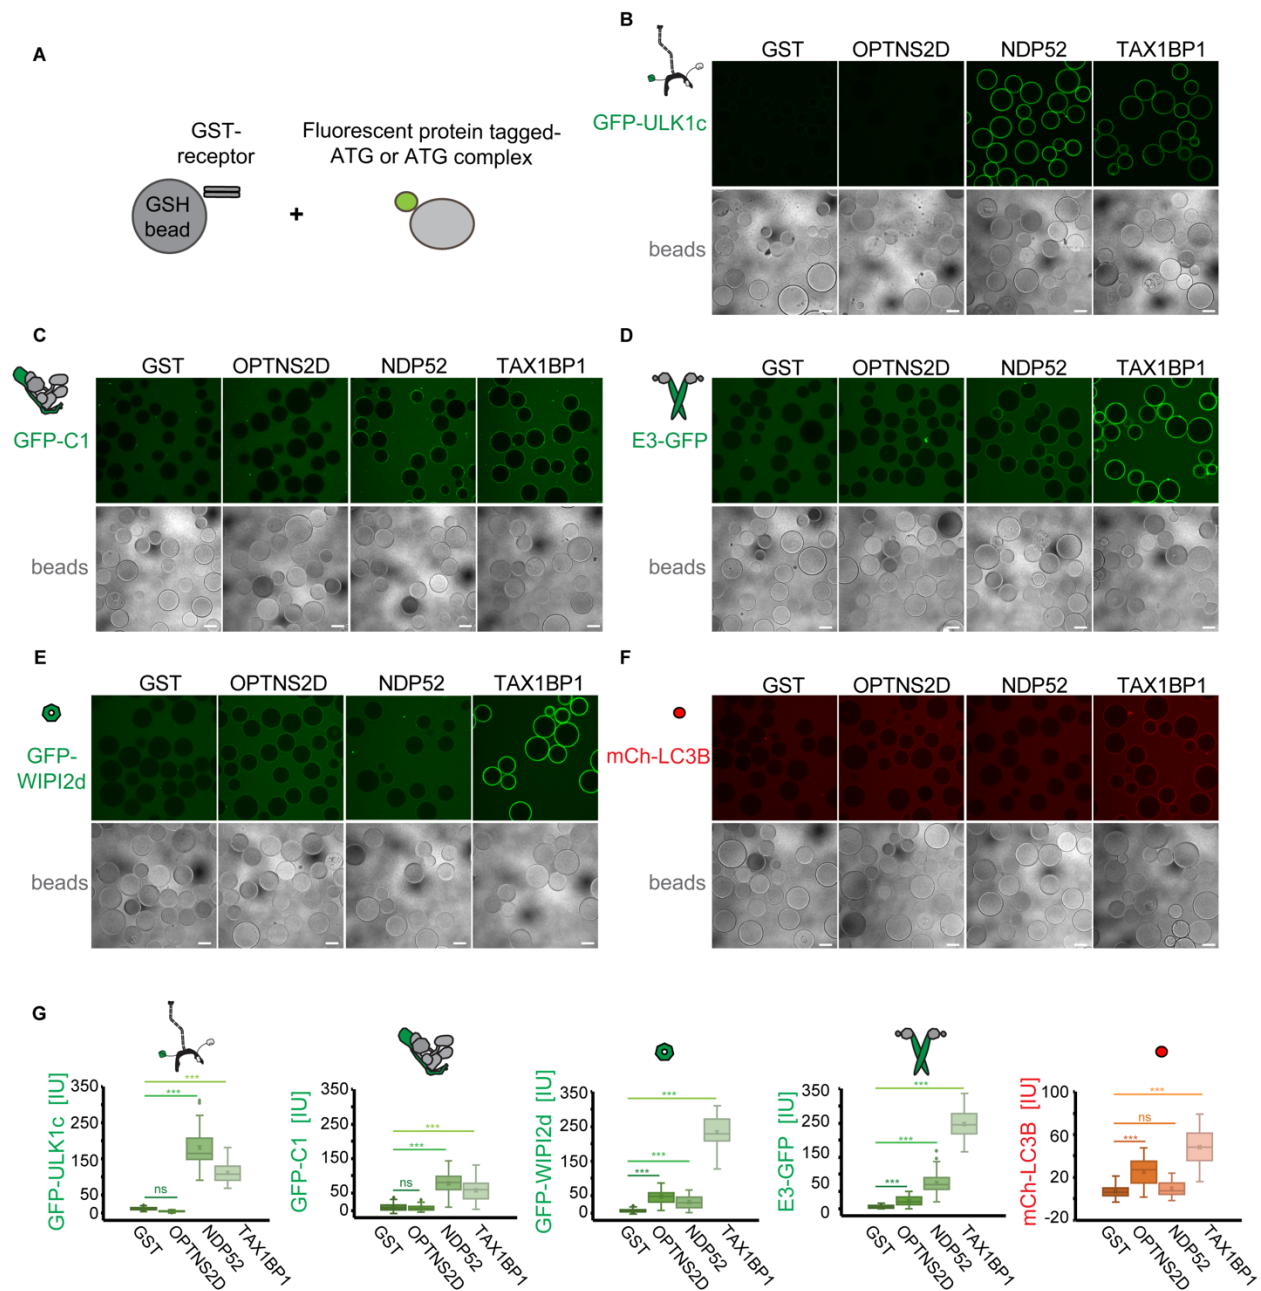 A
GST-
receptor
Fluorescent protein tagged-
ATG or ATG complex
GSH
bead
+
B
GST OPTNS2D NDP52 TAX1BP1
GFP-ULK1c
beads
C
GST OPTNS2D NDP52 TAX1BP1
GFP-C1
beads
D
GST OPTNS2D NDP52 TAX1BP1
E3-GFP
beads
E
GST OPTNS2D NDP52 TAX1BP1
GFP-
WIPI2d
beads
F
GST OPTNS2D NDP52 TAX1BP1
mCh-LC3B
beads
G
GFP-ULK1c [IU]
350
250
150
50
0
***
***
ns
GST OPTNS2D NDP52 TAX1BP1
GFP-C1 [IU]
350
250
150
50
0
***
***
ns
GST OPTNS2D NDP52 TAX1BP1
GFP-WIPI2d [IU]
350
250
150
50
0
***
***
***
GST OPTNS2D NDP52 TAX1BP1
E3-GFP [IU]
350
250
150
50
0
***
***
***
GST OPTNS2D NDP52 TAX1BP1
mCh-LC3B [IU]
100
60
20
-20
***
ns
***
GST OPTNS2D NDP52 TAX1BP1